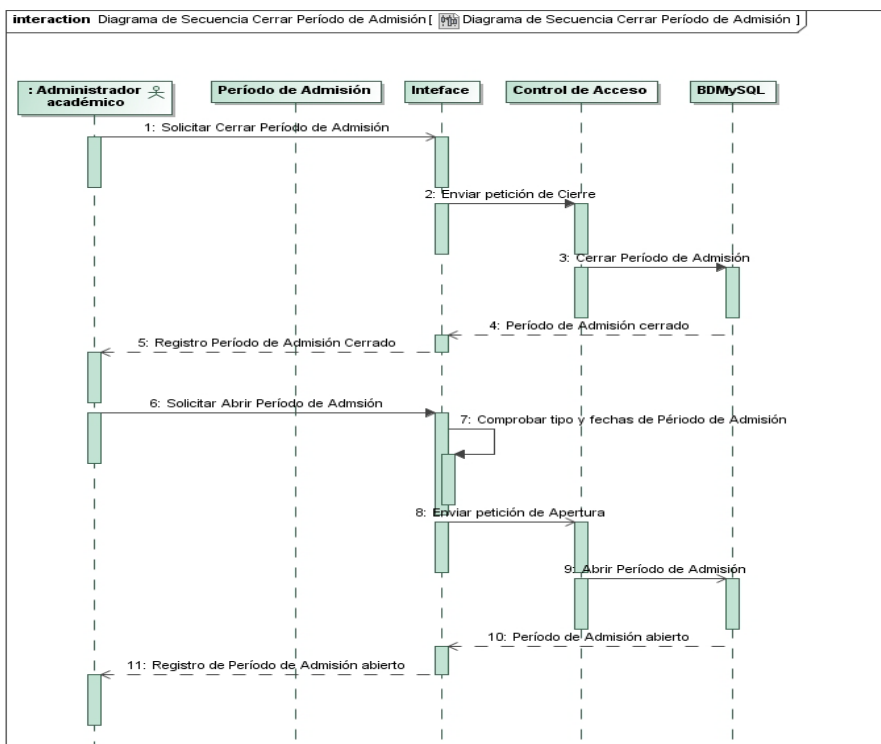 interaction Diagrama de Secuencia Cerrar Período de Admisión [ Diagrama de Secuencia Cerrar Período de Admisión ]
: Administrador
académico
Período de Admisión
Inteface
Control de Acceso
BDMySQL
1: Solicitar Cerrar Período de Admisión
2: Enviar petición de Cierre
3: Cerrar Período de Admisión
4: Período de Admisión cerrado
5: Registro Período de Admisión Cerrado
6: Solicitar Abrir Período de Admsión
7: Comprobar tipo y fechas de Périodo de Admisión
8: Enviar petición de Apertura
9: Abrir Período de Admisión
10: Período de Admisión abierto
11: Registro de Período de Admisión abierto